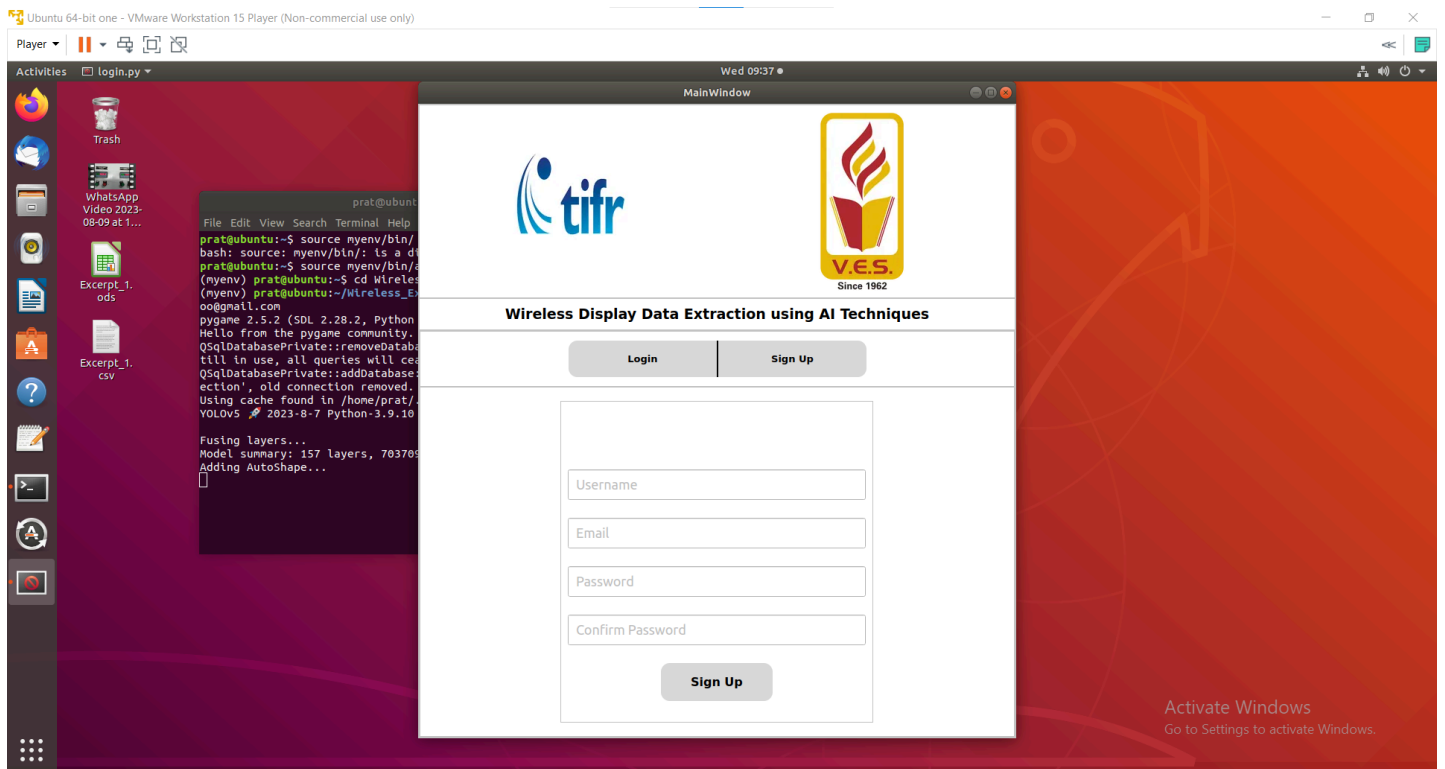 Ubuntu 64-bit one - VMware Workstation 15 Player (Non-commercial use only)
Player
Activities
login.py
Wed 09:37
Trash
WhatsApp
Video 2023-
08-09 at 1...
Excerpt_1.
ods
Excerpt_1.
csv
prat@ubunt
File Edit View Search Terminal Help
prat@ubuntu:~$ source myenv/bin/
bash: source: myenv/bin/: is a di
prat@ubuntu:~$ source myenv/bin/a
(myenv) prat@ubuntu:~$ cd Wireles
(myenv) prat@ubuntu:~/Wireless_Ex
oo@gmail.com
pygame 2.5.2 (SDL 2.28.2, Python
Hello from the pygame community.
QSqlDatabasePrivate::removeDataba
till in use, all queries will cea
QSqlDatabasePrivate::addDatabase:
ection', old connection removed.
Using cache found in /home/prat/.
YOLOv5 🚀 2023-8-7 Python-3.9.10
Fusing layers...
Model summary: 157 layers, 703709
Adding AutoShape...
MainWindow
tifr
V.E.S.
Since 1962
Wireless Display Data Extraction using AI Techniques
Login
Sign Up
Username
Email
Password
Confirm Password
Sign Up
Activate Windows
Go to Settings to activate Windows.